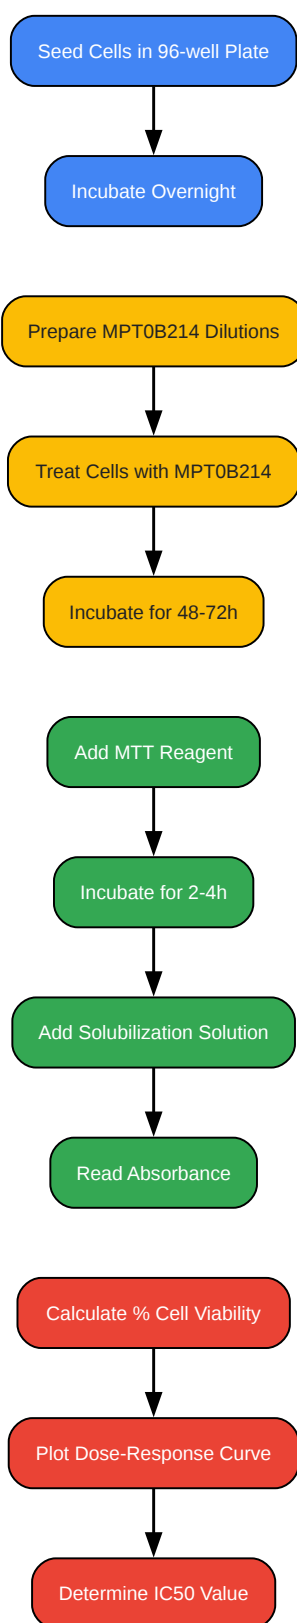 Seed Cells in 96-well Plate
Incubate Overnight
Prepare MPT0B214 Dilutions
Treat Cells with MPT0B214
Incubate for 48-72h
Add MTT Reagent
Incubate for 2-4h
Add Solubilization Solution
Read Absorbance
Calculate % Cell Viability
Plot Dose-Response Curve
Determine IC50 Value